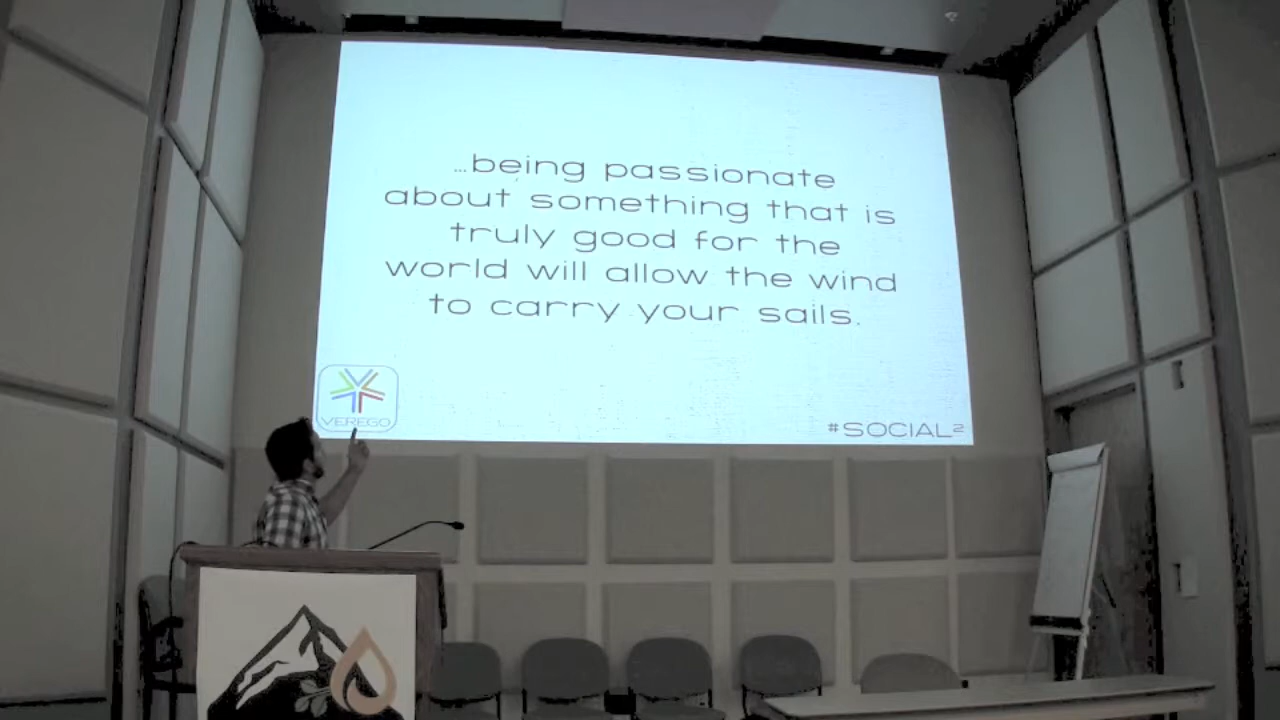 ...being passionate
about something that is
truly good for the
world will allow the wind
to carry your sails.
VEREGO
#SOCIAL²